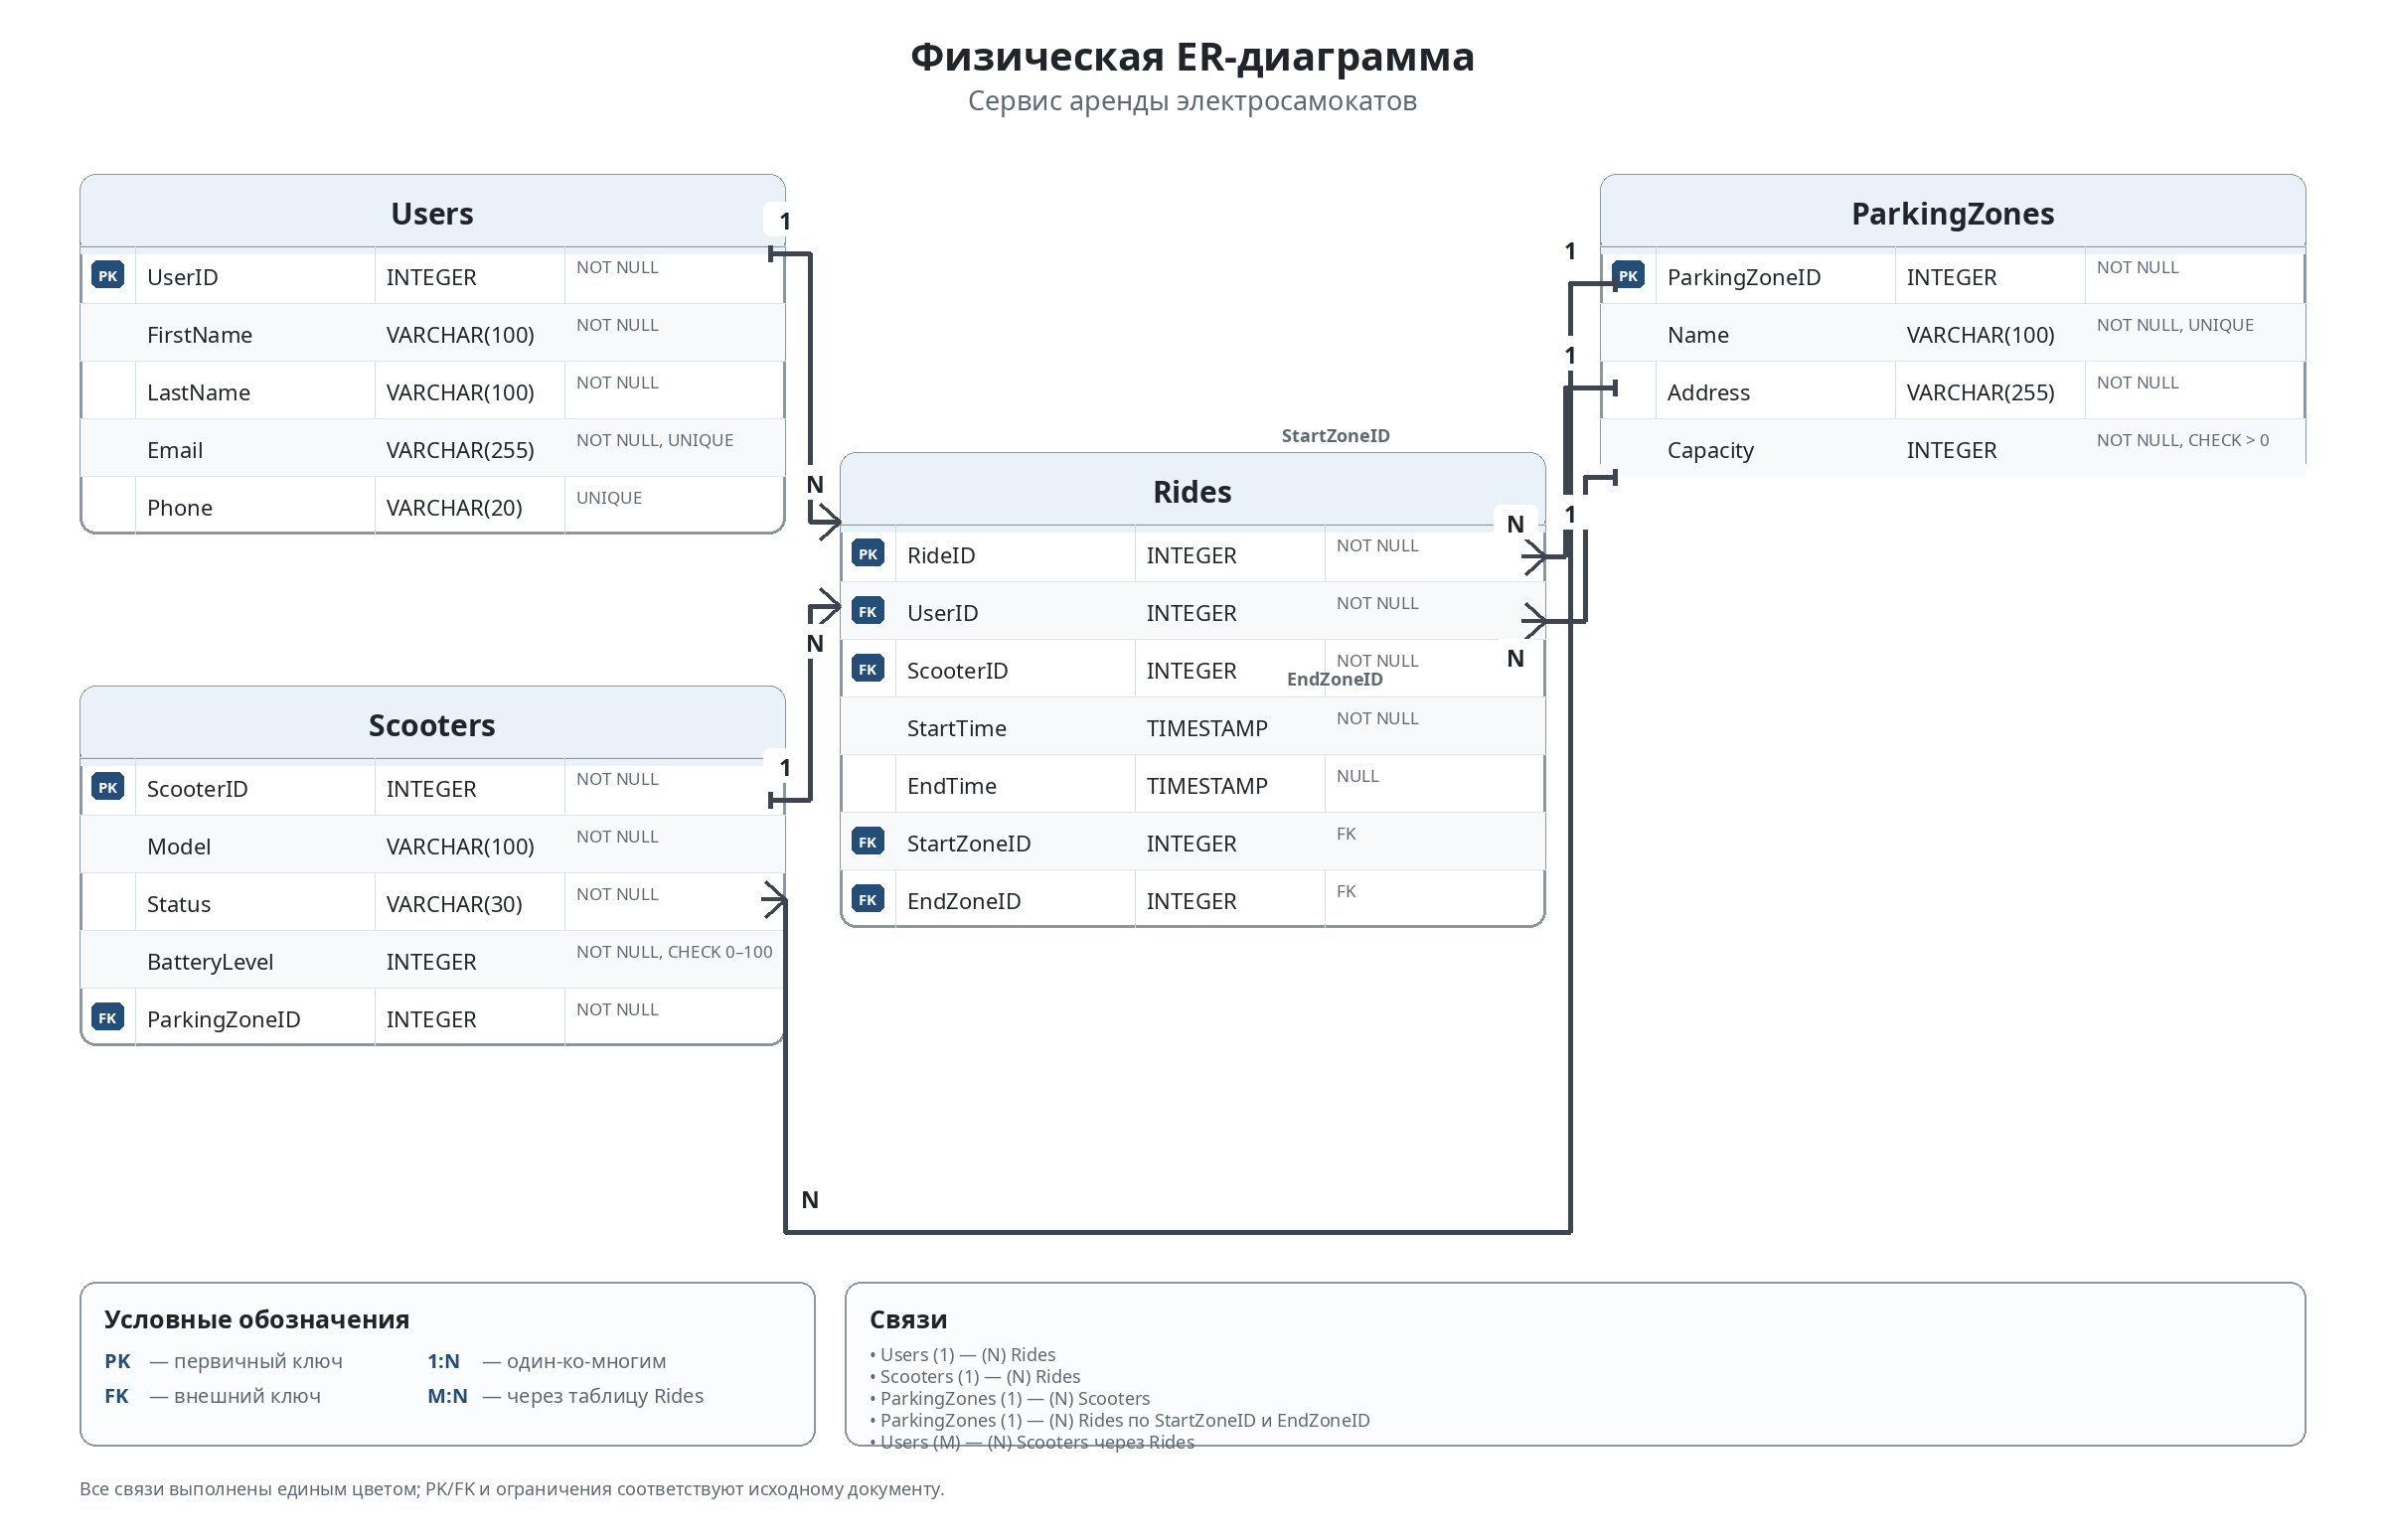 Физическая ER-диаграмма
Сервис аренды электросамокатов
Users
1
PK UserID INTEGER NOT NULL
FirstName VARCHAR(100) NOT NULL
LastName VARCHAR(100) NOT NULL
Email VARCHAR(255) NOT NULL, UNIQUE
Phone VARCHAR(20) UNIQUE
N
ParkingZones
1
PK ParkingZoneID INTEGER NOT NULL
Name VARCHAR(100) NOT NULL, UNIQUE
1
Address VARCHAR(255) NOT NULL
Capacity INTEGER NOT NULL, CHECK > 0
1
StartZoneID
Rides
N
PK RideID INTEGER NOT NULL
FK UserID INTEGER NOT NULL
N
N
FK ScooterID INTEGER NOT NULL
EndZoneID
StartTime TIMESTAMP NOT NULL
EndTime TIMESTAMP NULL
FK StartZoneID INTEGER FK
FK EndZoneID INTEGER FK
Scooters
1
PK ScooterID INTEGER NOT NULL
Model VARCHAR(100) NOT NULL
Status VARCHAR(30) NOT NULL
BatteryLevel INTEGER NOT NULL, CHECK 0–100
FK ParkingZoneID INTEGER NOT NULL
N
Условные обозначения
PK — первичный ключ 1:N — один-ко-многим
FK — внешний ключ M:N — через таблицу Rides
Связи
• Users (1) — (N) Rides
• Scooters (1) — (N) Rides
• ParkingZones (1) — (N) Scooters
• ParkingZones (1) — (N) Rides по StartZoneID и EndZoneID
• Users (M) — (N) Scooters через Rides
Все связи выполнены единым цветом; PK/FK и ограничения соответствуют исходному документу.